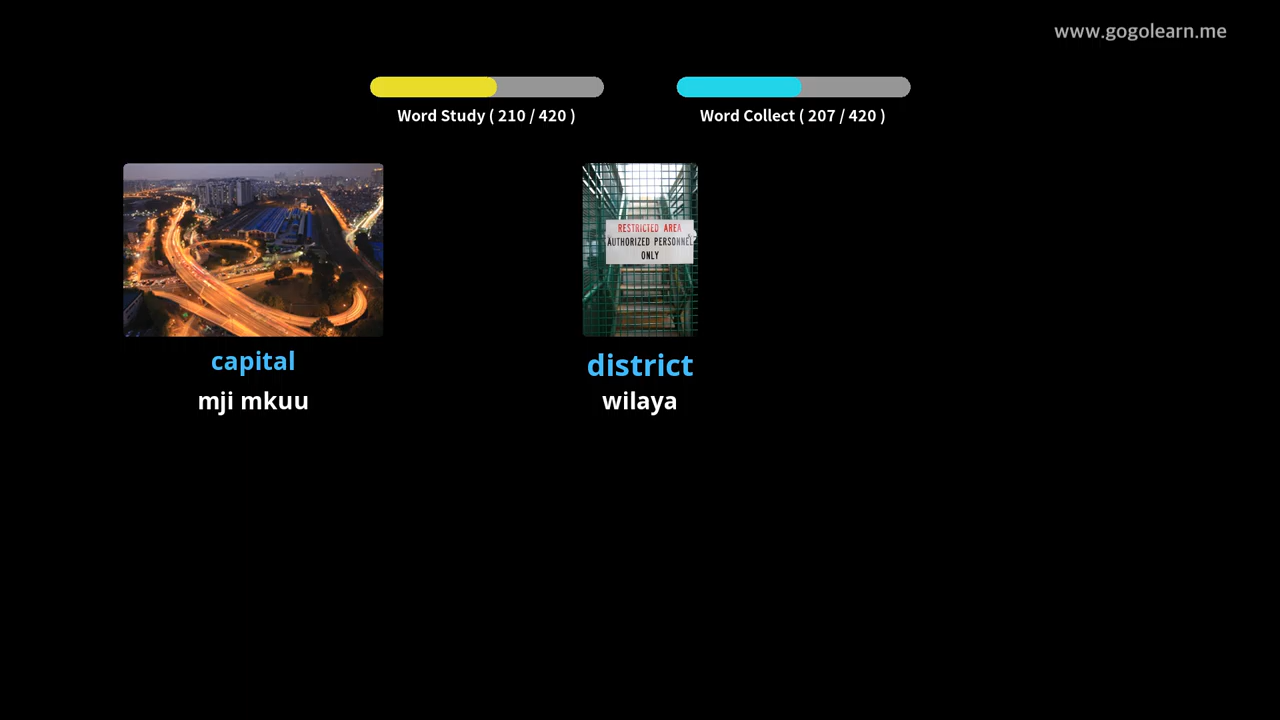 www.gogolearn.me
Word Study ( 210 / 420 )
Word Collect ( 207 / 420 )
RESTRICTED AREA
AUTHORIZED PERSONNEL
ONLY
capital
mji mkuu
district
wilaya